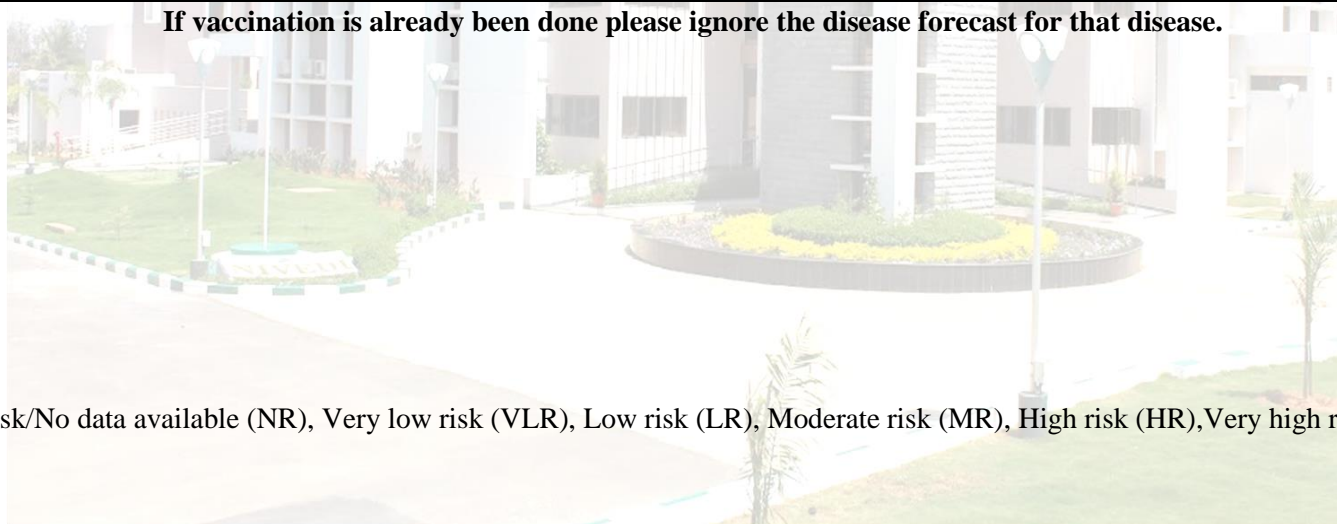 If vaccination is already been done please ignore the disease forecast for that disease.
NIVEDI
sk/No data available (NR), Very low risk (VLR), Low risk (LR), Moderate risk (MR), High risk (HR),Very high r